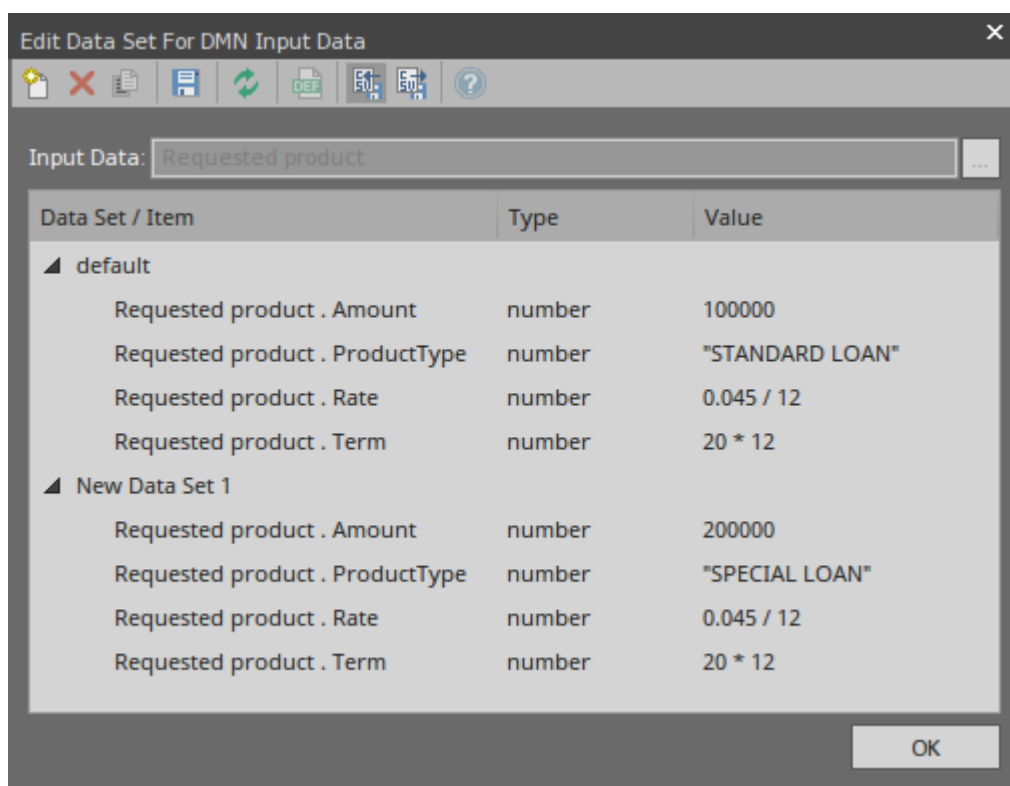 Edit Data Set For DMN Input Data
DEF
Input Data: Requested product ...
Data Set / Item Type Value
default
Requested product . Amount number 100000
Requested product . ProductType number "STANDARD LOAN"
Requested product . Rate number 0.045 / 12
Requested product . Term number 20 * 12
New Data Set 1
Requested product . Amount number 200000
Requested product . ProductType number "SPECIAL LOAN"
Requested product . Rate number 0.045 / 12
Requested product . Term number 20 * 12
OK